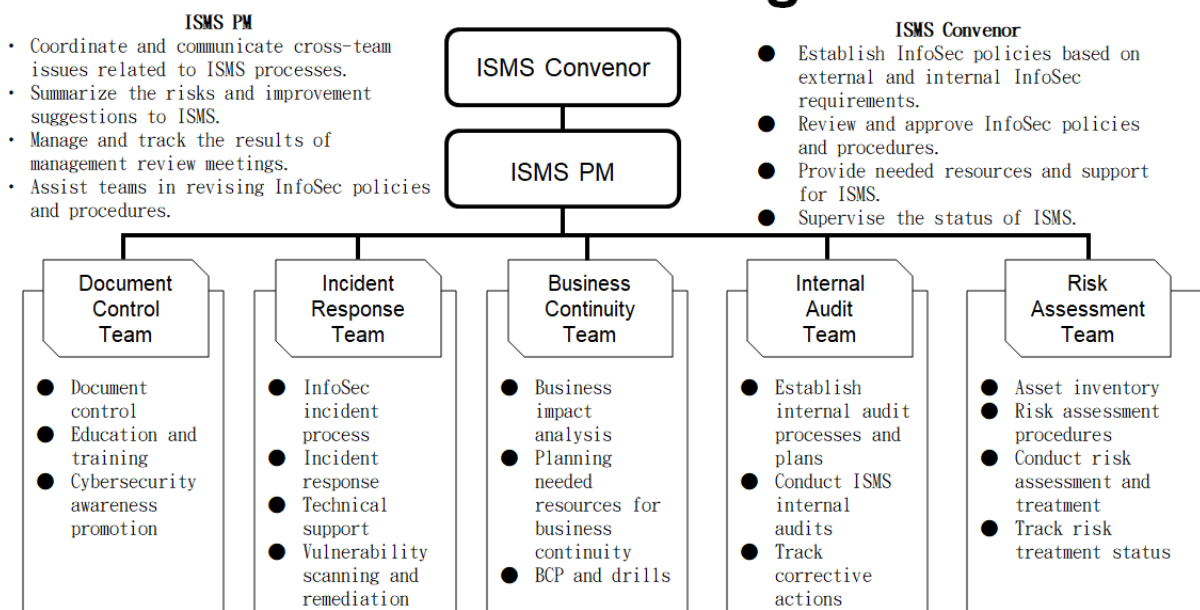 g
ISMS PM
· Coordinate and communicate cross-team
issues related to ISMS processes.
· Summarize the risks and improvement
suggestions to ISMS.
· Manage and track the results of
management review meetings.
· Assist teams in revising InfoSec policies
and procedures.
ISMS Convenor
ISMS PM
ISMS Convenor
● Establish InfoSec policies based on
external and internal InfoSec
requirements.
● Review and approve InfoSec policies
and procedures.
● Provide needed resources and support
for ISMS.
● Supervise the status of ISMS.
Document
Control
Team
● Document
control
● Education and
training
● Cybersecurity
awareness
promotion
Incident
Response
Team
● InfoSec
incident
process
● Incident
response
● Technical
support
● Vulnerability
scanning and
remediation
Business
Continuity
Team
● Business
impact
analysis
● Planning
needed
resources for
business
continuity
● BCP and drills
Internal
Audit
Team
● Establish
internal audit
processes and
plans
● Conduct ISMS
internal
audits
● Track
corrective
actions
Risk
Assessment
Team
● Asset inventory
● Risk assessment
procedures
● Conduct risk
assessment and
treatment
● Track risk
treatment status